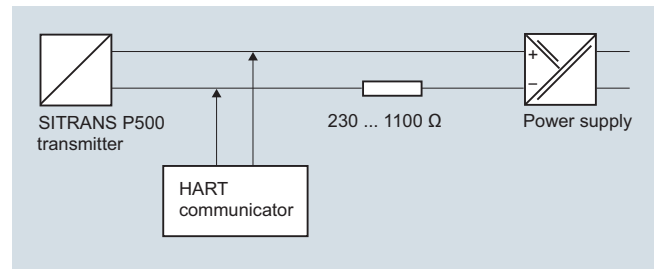 +
–
SITRANS P500
transmitter
230 ... 1100 Ω
Power supply
HART
communicator